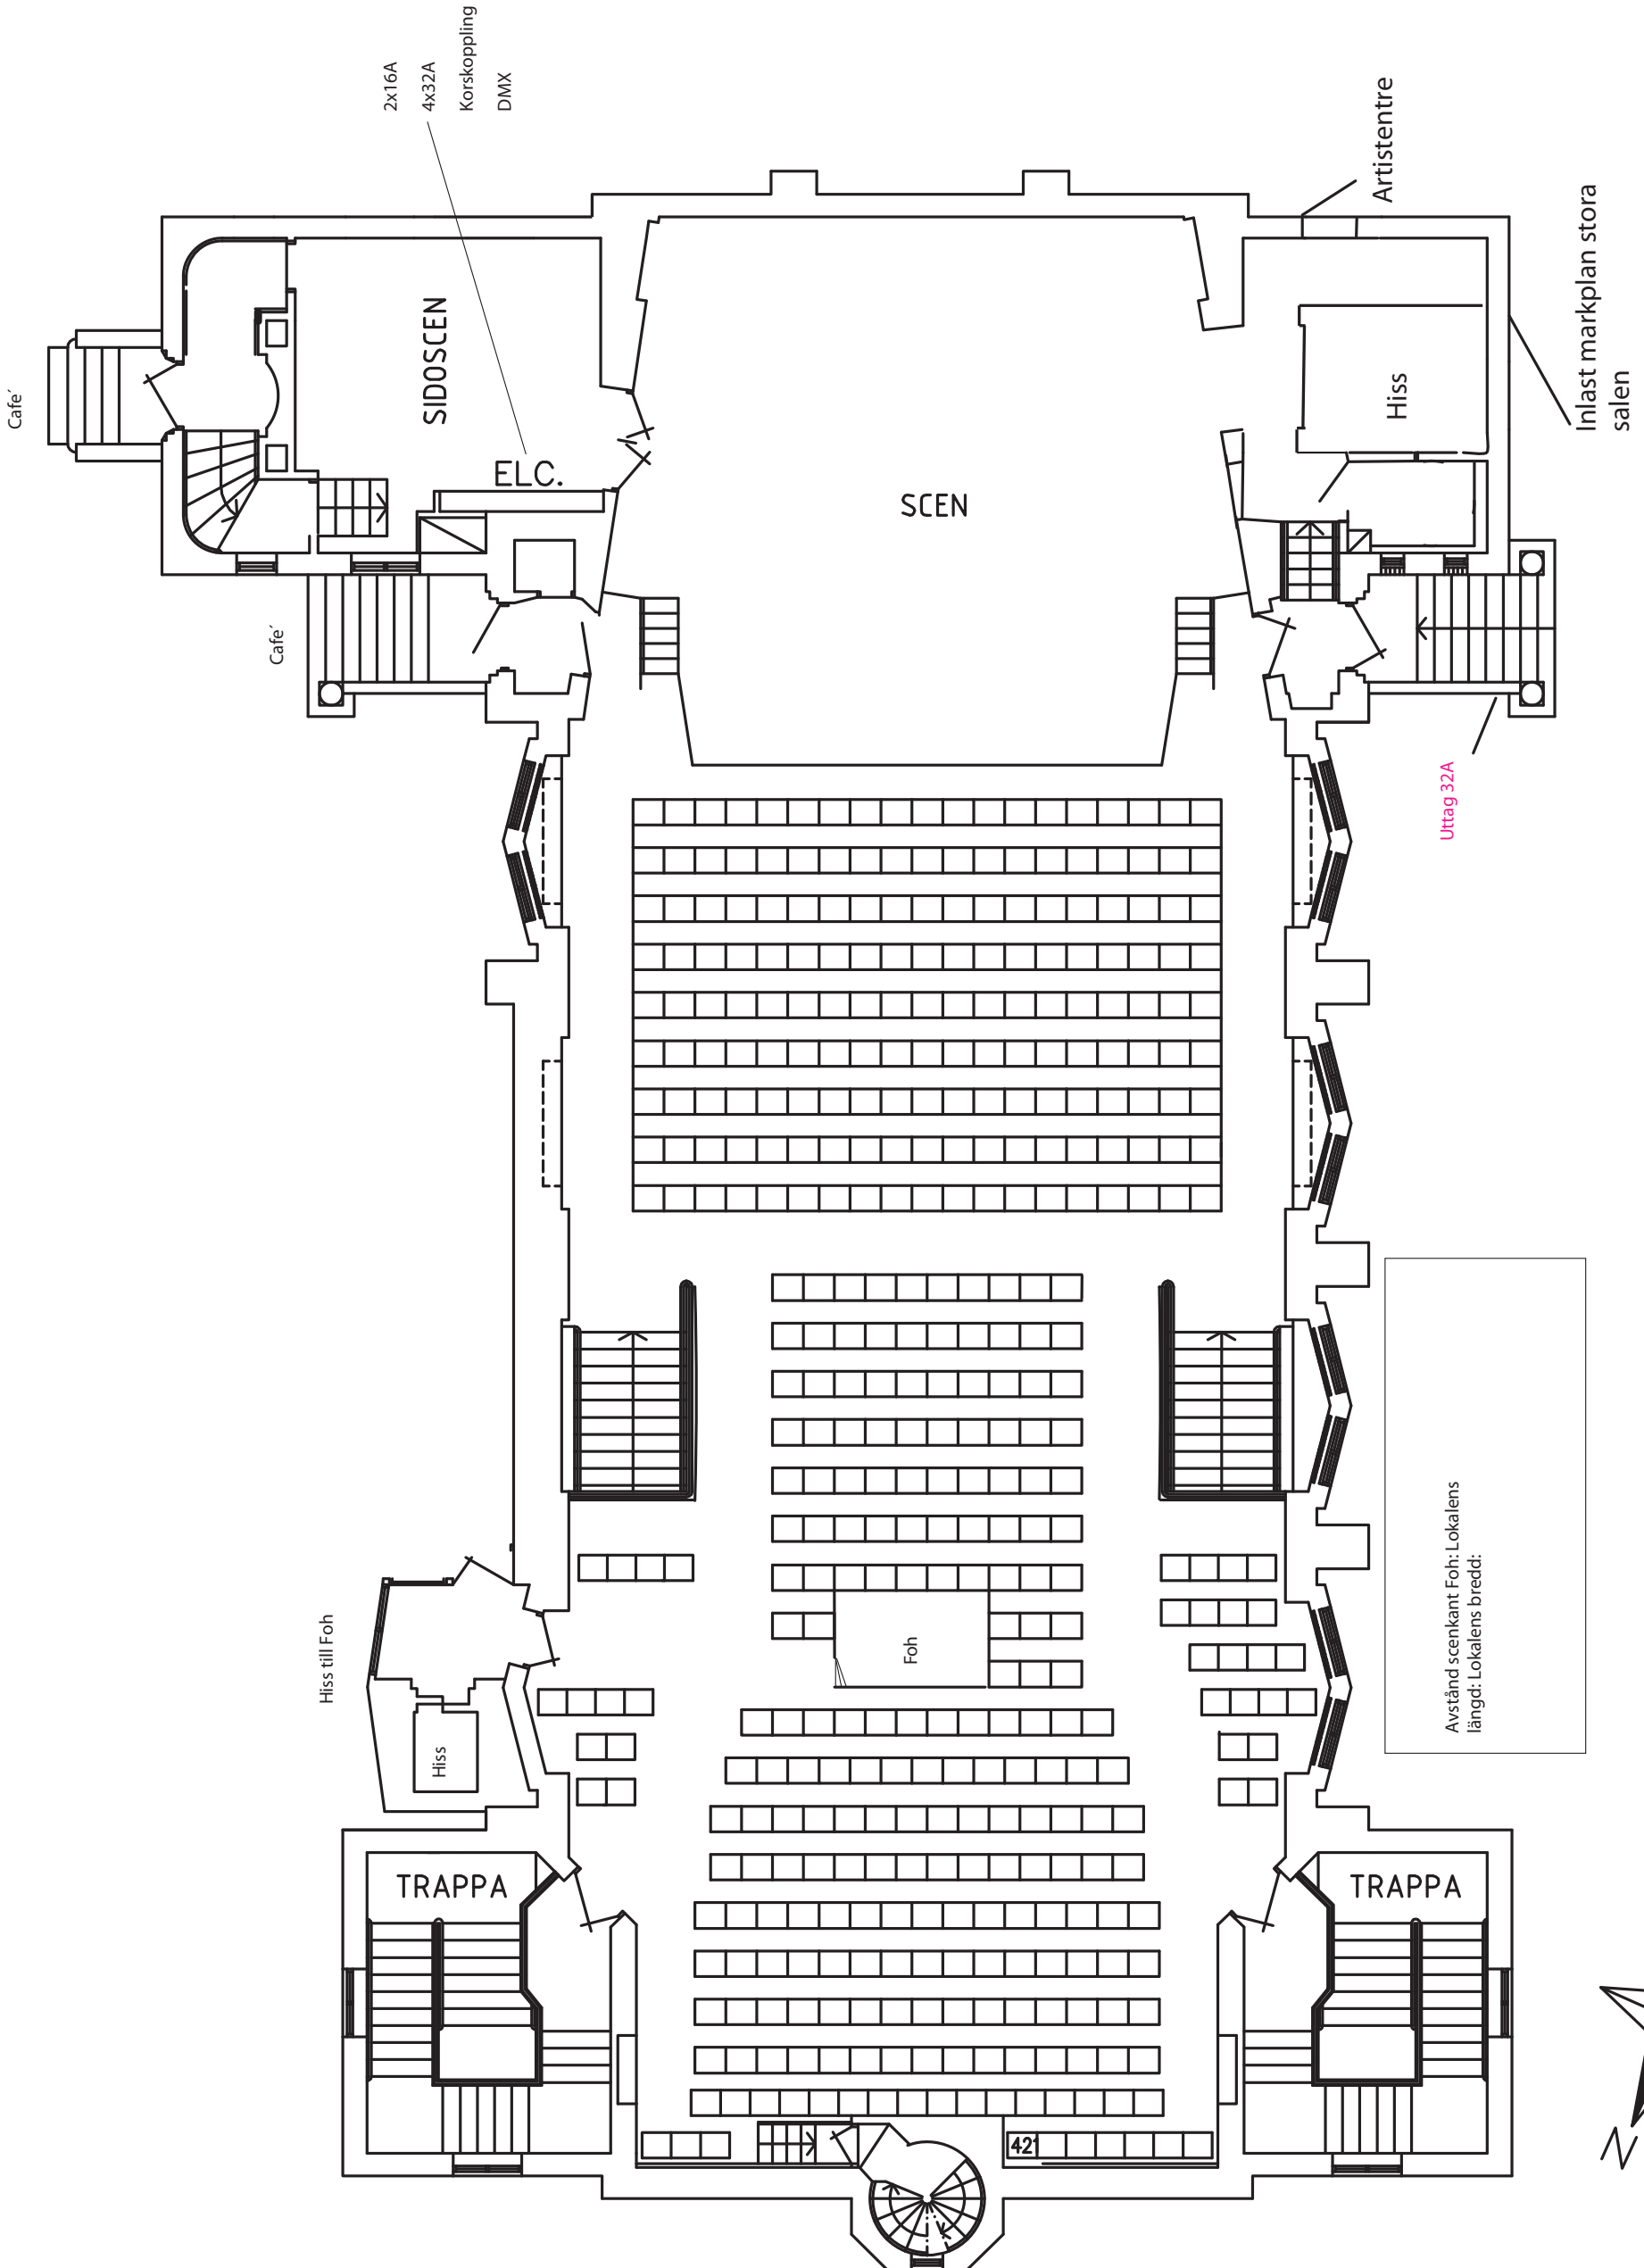 Cafe´
2x16A
4x32A
Korskoppling
DMX
Artistentre
Inlast markplan stora
salen
SIDOSCEN
ELC.
SCEN
Hiss
Cafe´
Uttag 32A
Hiss till Foh
Hiss
Foh
Avstånd scenkant Foh: Lokalens
längd: Lokalens bredd:
TRAPPA
TRAPPA
421
N